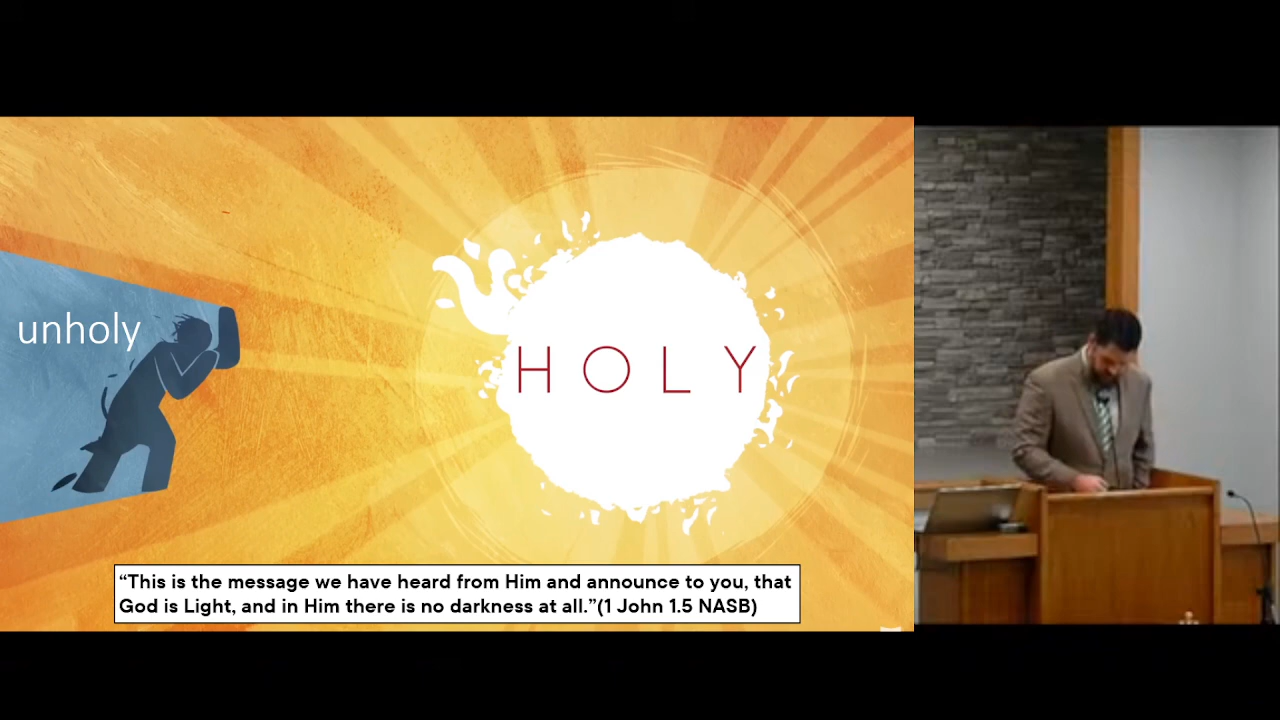 unholy
HOLY
“This is the message we have heard from Him and announce to you, that
God is Light, and in Him there is no darkness at all.”(1 John 1.5 NASB)